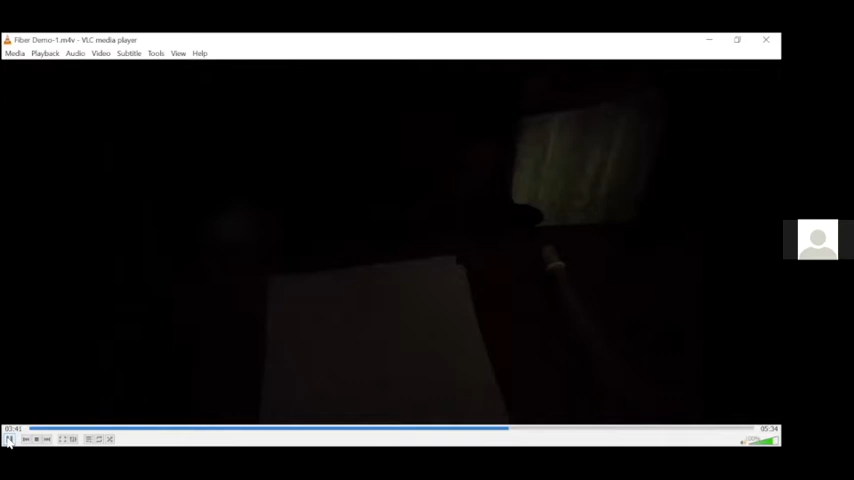 Fiber Demo-1.m4v - VLC media player
Media Playback Audio Video Subtitle Tools View Help
03:41
05:34
100%